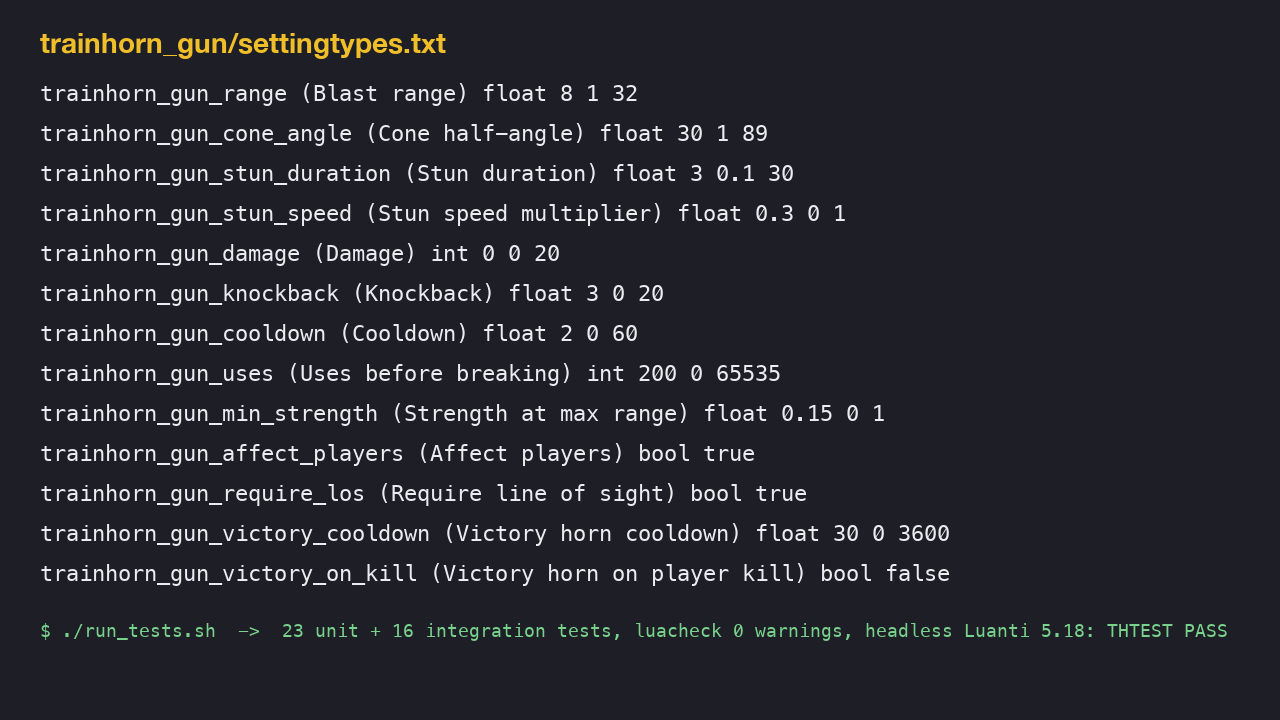 trainhorn_gun/settingtypes.txt
trainhorn_gun_range (Blast range) float 8 1 32
trainhorn_gun_cone_angle (Cone half−angle) float 30 1 89
trainhorn_gun_stun_duration (Stun duration) float 3 0.1 30
trainhorn_gun_stun_speed (Stun speed multiplier) float 0.3 0 1
trainhorn_gun_damage (Damage) int 0 0 20
trainhorn_gun_knockback (Knockback) float 3 0 20
trainhorn_gun_cooldown (Cooldown) float 2 0 60
trainhorn_gun_uses (Uses before breaking) int 200 0 65535
trainhorn_gun_min_strength (Strength at max range) float 0.15 0 1
trainhorn_gun_affect_players (Affect players) bool true
trainhorn_gun_require_los (Require line of sight) bool true
trainhorn_gun_victory_cooldown (Victory horn cooldown) float 30 0 3600
trainhorn_gun_victory_on_kill (Victory horn on player kill) bool false
$ ./run_tests.sh −> 23 unit + 16 integration tests, luacheck 0 warnings, headless Luanti 5.18: THTEST PASS